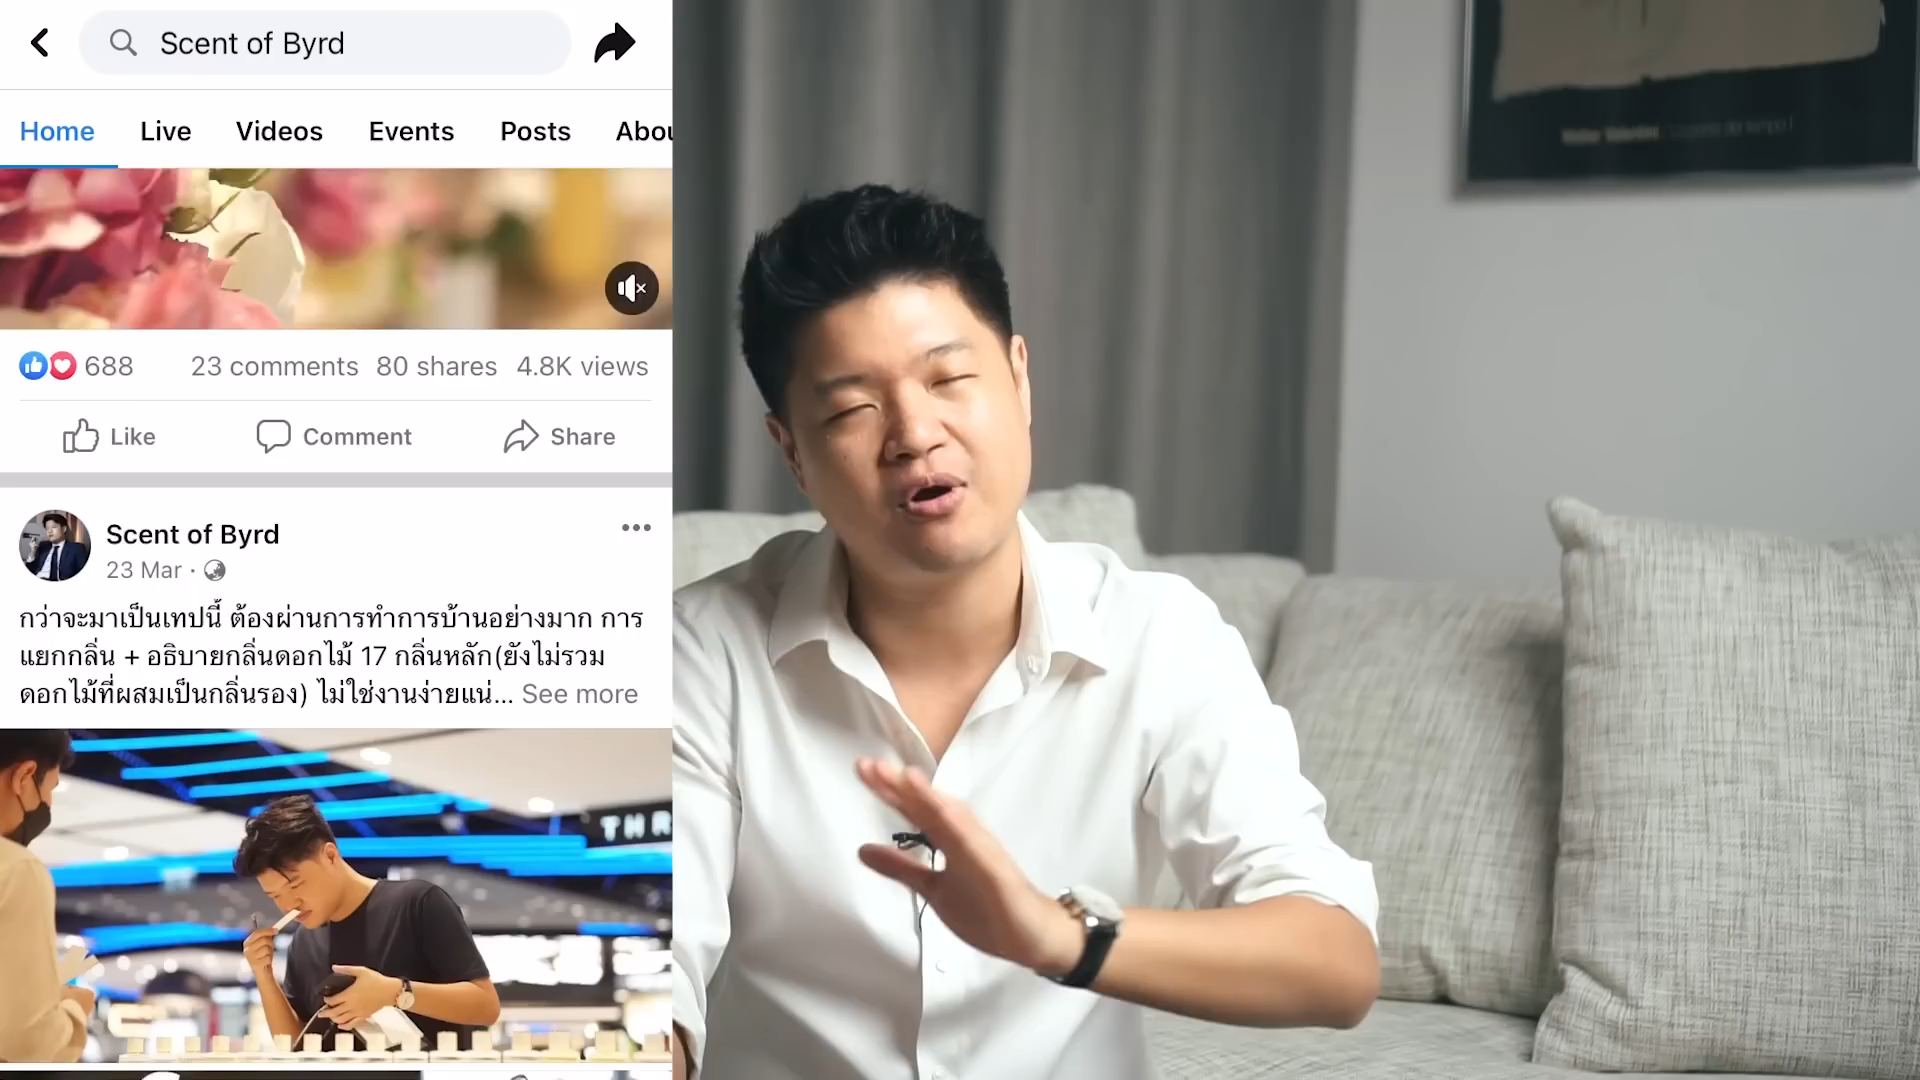 Scent of Byrd
Home Live Videos Events Posts Abou
688 23 comments 80 shares 4.8K views
Like Comment Share
Scent of Byrd
23 Mar ·
กว่าจะมาเป็นเทปนี้ ต้องผ่านการทำการบ้านอย่างมาก การ
แยกกลิ่น + อธิบายกลิ่นดอกไม้ 17 กลิ่นหลัก(ยังไม่รวม
ดอกไม้ที่ผสมเป็นกลิ่นรอง) ไม่ใช่งานง่ายแน่... See more
THR